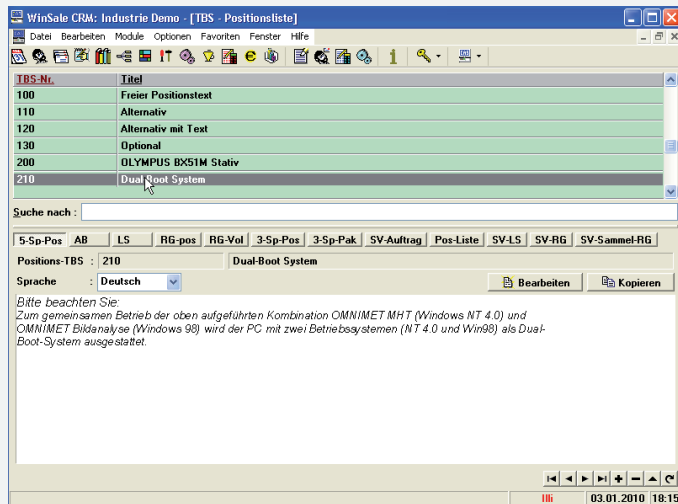 WinSale CRM: Industrie Demo - [TBS - Positionsliste]
Datei Bearbeiten Module Optionen Favoriten Fenster Hilfe
TBS-Nr. Titel
100 Freier Positionstext
110 Alternativ
120 Alternativ mit Text
130 Optional
200 OLYMPUS BX51M Stativ
210 Dual-Boot System
Suche nach :
5-Sp-Pos AB LS RG-pos RG-Vol 3-Sp-Pos 3-Sp-Pak SV-Auftrag Pos-Liste SV-LS SV-RG SV-Sammel-RG
Positions-TBS : 210 Dual-Boot System
Sprache : Deutsch Bearbeiten Kopieren
Bitte beachten Sie:
Zum gemeinsamen Betrieb der oben aufgeführten Kombination OMNIMET MHT (Windows NT 4.0) und
OMNIMET Bildanalyse (Windows 98) wird der PC mit zwei Betriebssystemen (NT 4.0 und Win98) als Dual-
Boot-System ausgestattet.
Illi 03.01.2010 18:15